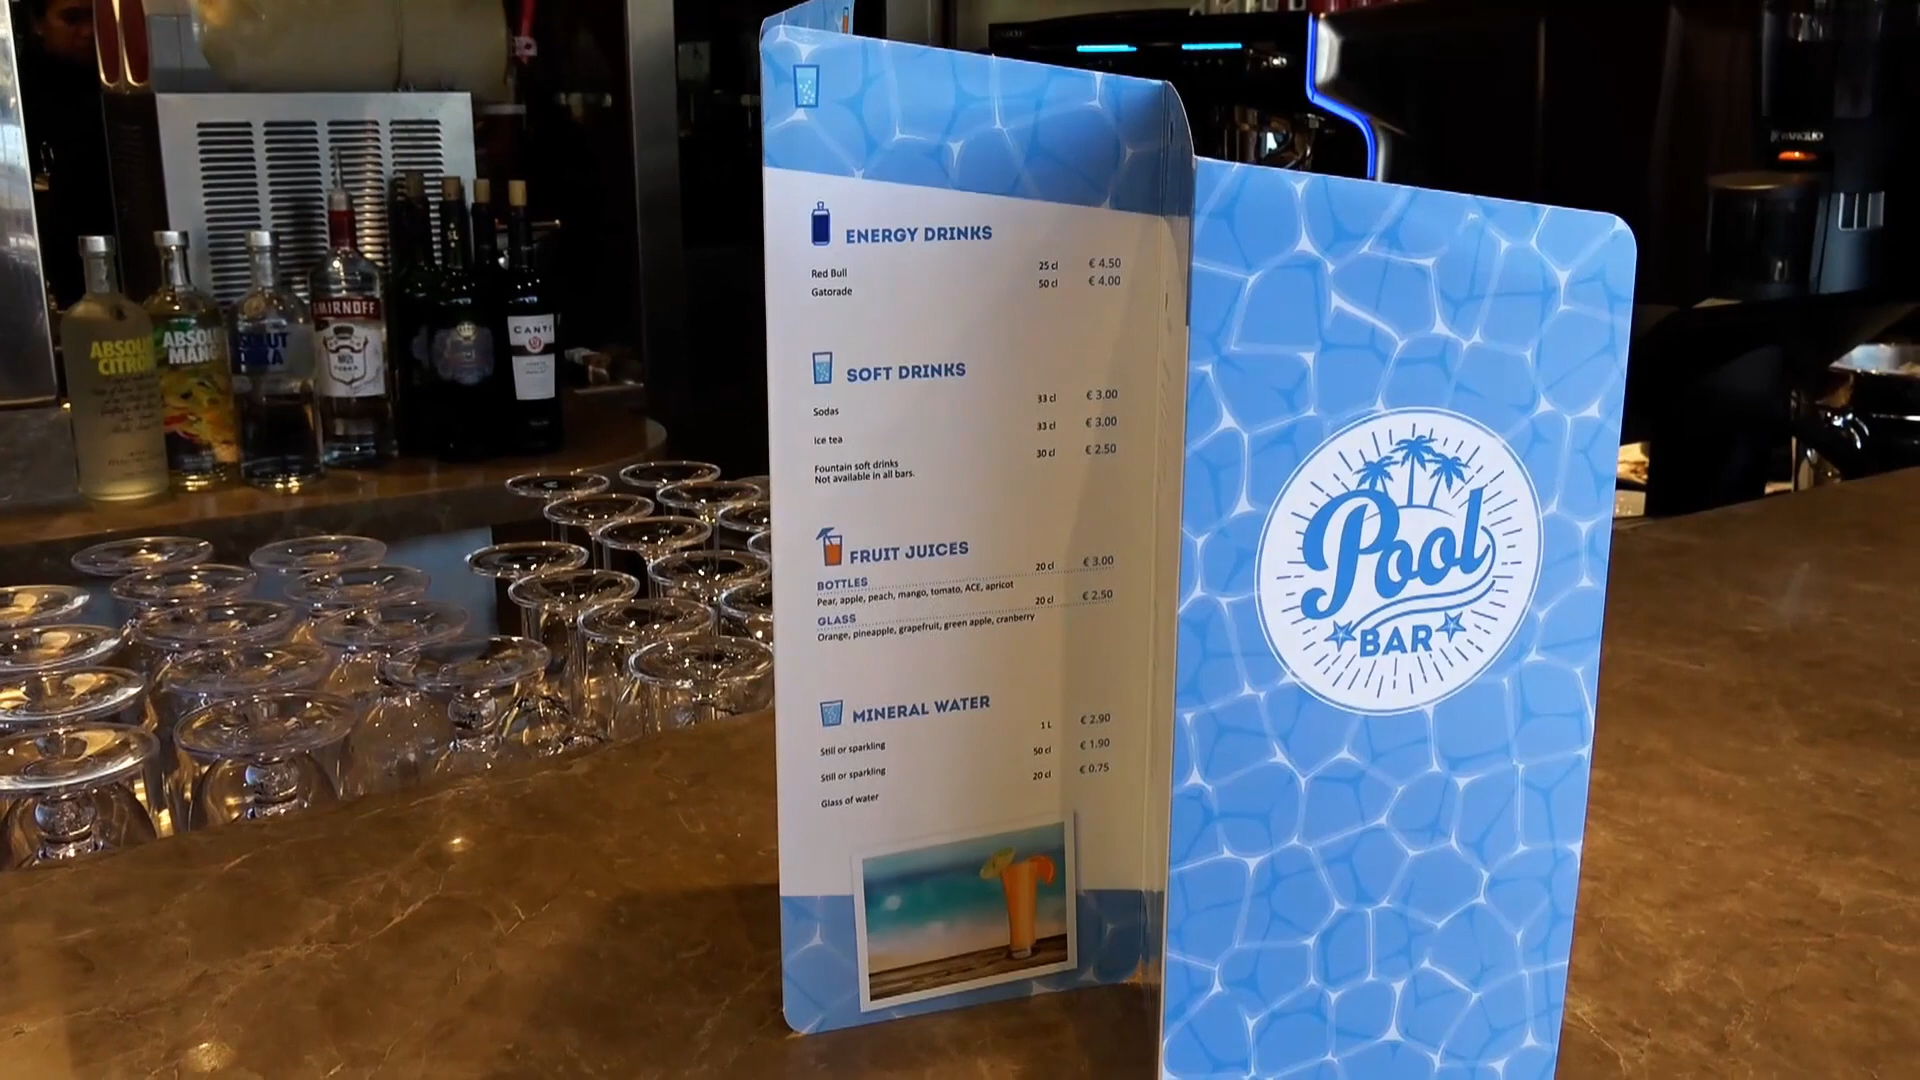 ENERGY DRINKS
Red Bull 25 cl € 4.50
Gatorade 50 cl € 4.00
SOFT DRINKS
Sodas 33 cl € 3.00
Ice tea 33 cl € 3.00
Fountain soft drinks 30 cl € 2.50
Not available in all bars.
FRUIT JUICES
BOTTLES 20 cl € 3.00
Pear, apple, peach, mango, tomato, ACE, apricot
GLASS 20 cl € 2.50
Orange, pineapple, grapefruit, green apple, cranberry
MINERAL WATER
Still or sparkling 1 L € 2.90
Still or sparkling 50 cl € 1.90
Glass of water 20 cl € 0.75
Pool
BAR
ABSOLUT
CITRON
ABSOLUT
MANGO
SMIRNOFF
VODKA
CANTI